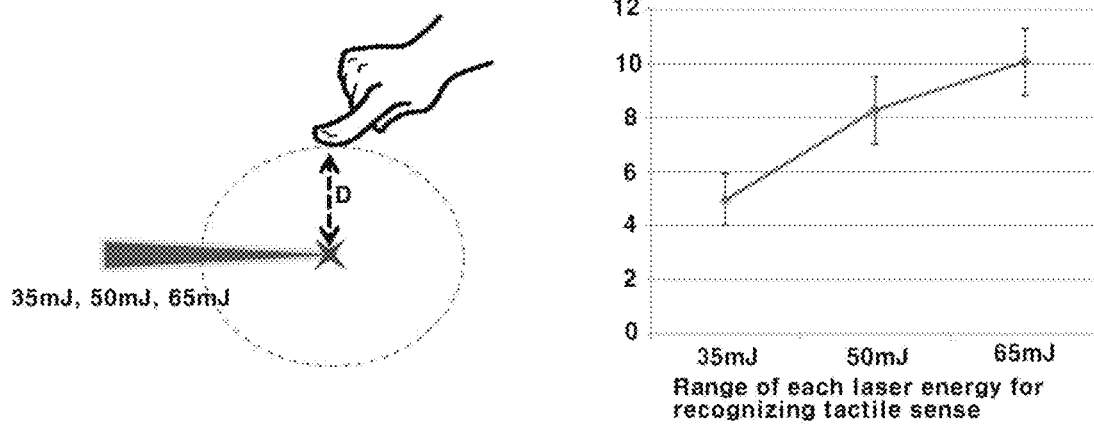 D
35mJ, 50mJ, 65mJ
12
10
8
6
4
2
0
35mJ 50mJ 65mJ
Range of each laser energy for
recognizing tactile sense